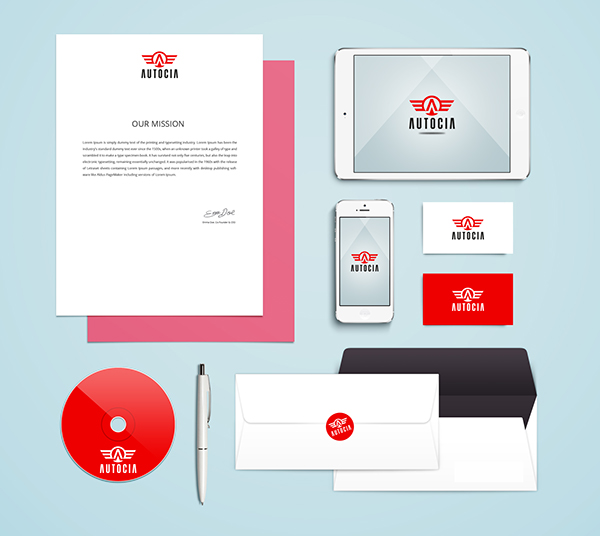 AUTOCIA
OUR MISSION
Lorem Ipsum is simply dummy text of the printing and typesetting industry. Lorem Ipsum has been the
industry's standard dummy text ever since the 1500s, when an unknown printer took a galley of type and
scrambled it to make a type specimen book. It has survived not only five centuries, but also the leap into
electronic typesetting, remaining essentially unchanged. It was popularised in the 1960s with the release
of Letraset sheets containing Lorem Ipsum passages, and more recently with desktop publishing software
like Aldus PageMaker including versions of Lorem Ipsum.
AUTOCIA
AUTOCIA
AUTOCIA
AUTOCIA
AUTOCIA
AUTOCIA